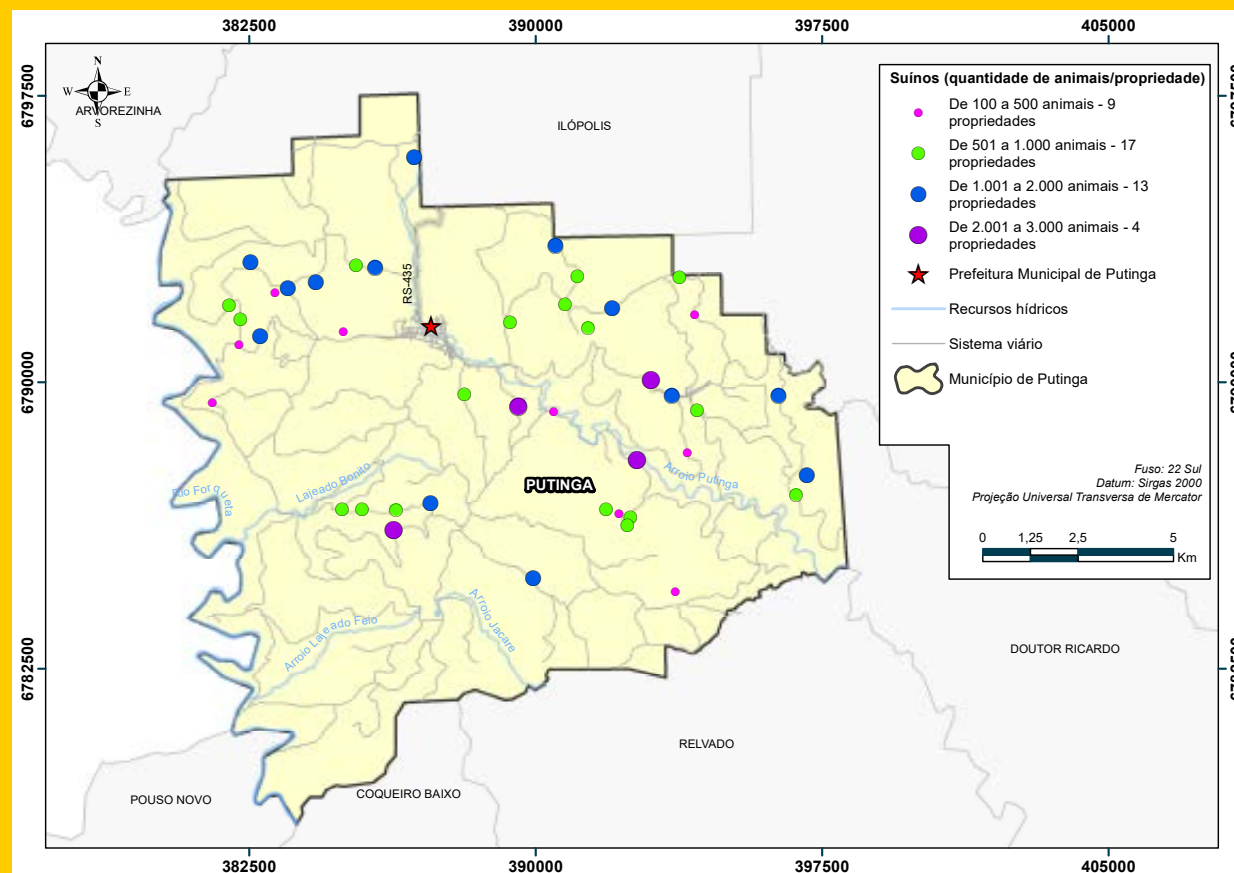 382500
390000
397500
405000
6797500
6797500
N
W
E
S
ARVOREZINHA
ILÓPOLIS
Suínos (quantidade de animais/propriedade)
De 100 a 500 animais - 9
propriedades
De 501 a 1.000 animais - 17
propriedades
De 1.001 a 2.000 animais - 13
propriedades
De 2.001 a 3.000 animais - 4
propriedades
Prefeitura Municipal de Putinga
Recursos hídricos
Sistema viário
Município de Putinga
RS-435
6790000
6790000
Fuso: 22 Sul
Datum: Sirgas 2000
Projeção Universal Transversa de Mercator
0
1,25
2,5
5
Km
Rio Forqueta
Lajeado Bonito
PUTINGA
Arroio Putinga
Arroio Lajeado Feio
Arroio Jacaré
DOUTOR RICARDO
6782500
6782500
RELVADO
POUSO NOVO
COQUEIRO BAIXO
382500
390000
397500
405000